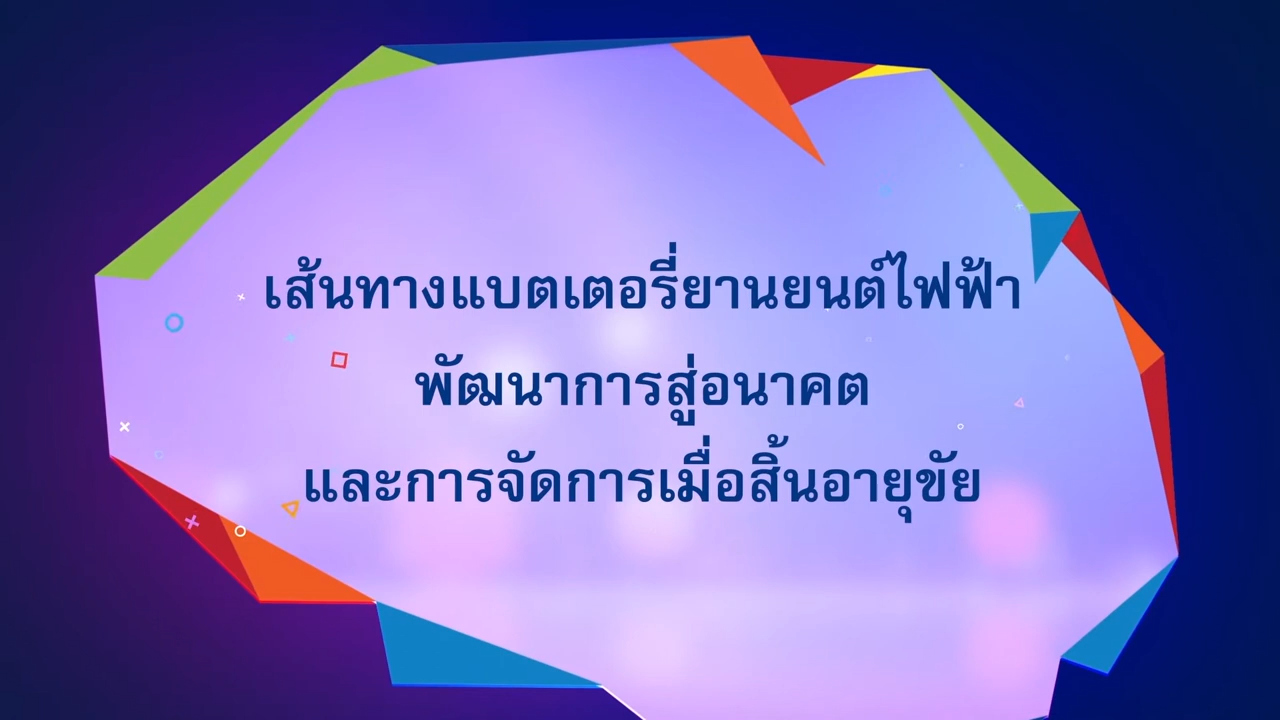 เส้นทางแบตเตอรี่ยานยนต์ไฟฟ้า
พัฒนาการสู่อนาคต
และการจัดการเมื่อสิ้นอายุขัย